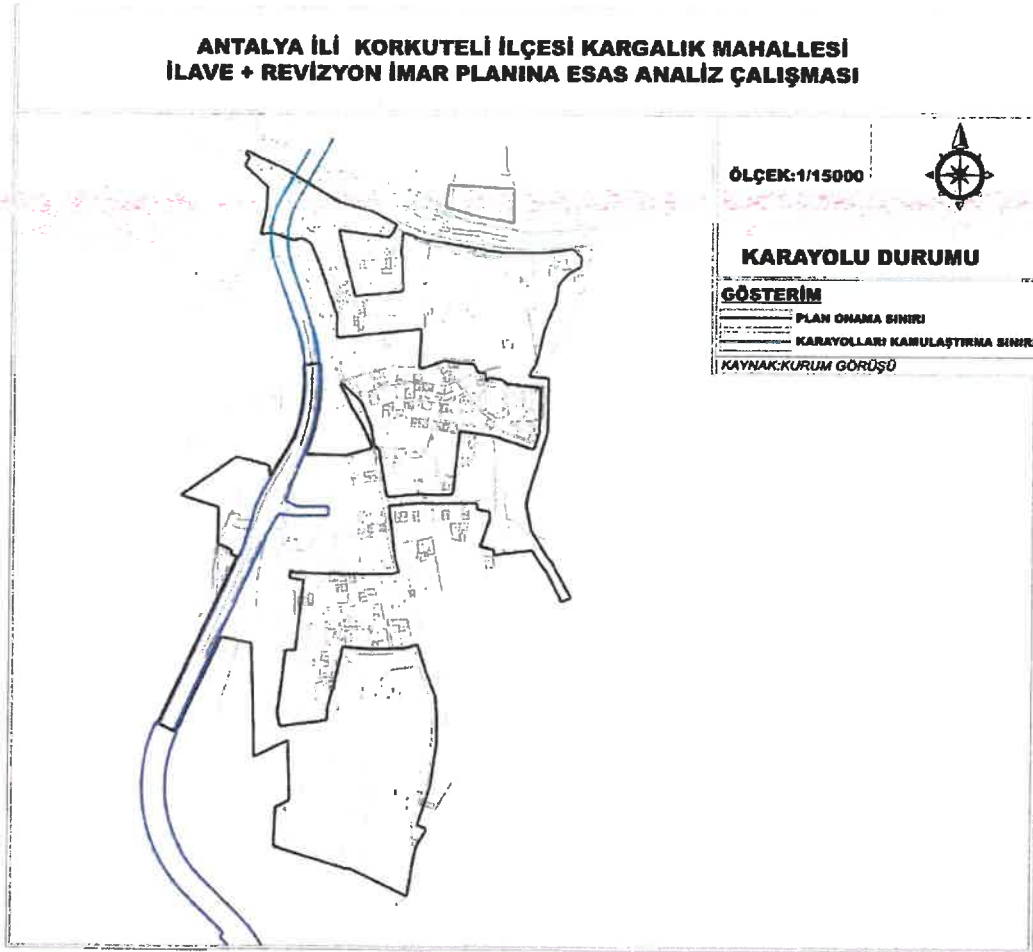 ANTALYA İLİ KORKUTELİ İLÇESİ KARGALIK MAHALLESİ
İLAVE + REVİZYON İMAR PLANINA ESAS ANALİZ ÇALIŞMASI
ÖLÇEK:1/15000
KARAYOLU DURUMU
GÖSTERİM
PLAN ONAMA SINIRI
KARAYOLLARI KAMULAŞTIRMA SINIRI
KAYNAK:KURUM GÖRÜŞÜ